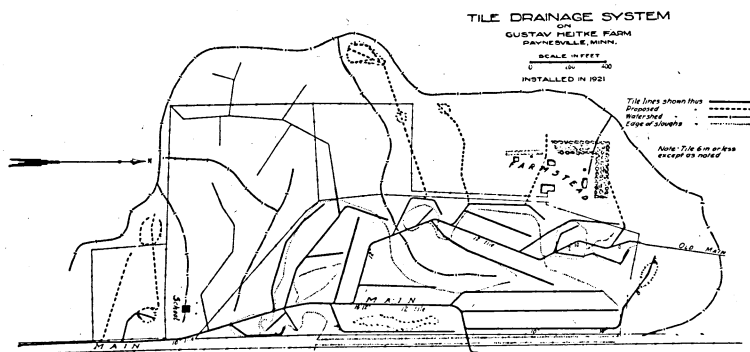 TILE DRAINAGE SYSTEM
ON
GUSTAV HEITKE FARM
PAYNESVILLE, MINN.
SCALE IN FEET
0 400
INSTALLED IN 1921
Tile lines shown thus
Proposed " "
Watershed " "
Edge of sloughs "
Note: Tile 6 in or less
except as noted
N
FARMSTEAD
12 Tile
OLD MAIN
School
MAIN
12 Tile
MAIN